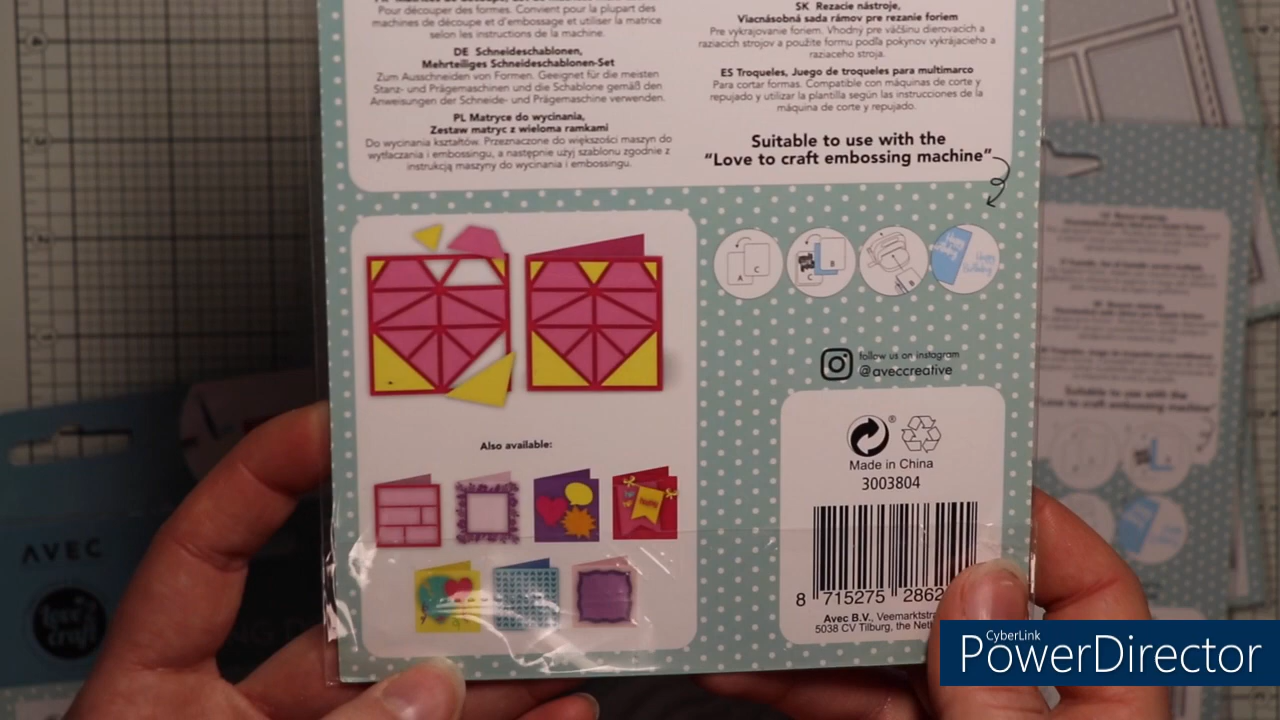 Pour découper des formes. Convient pour la plupart des
machines de découpe et d'embossage et utiliser la matrice
selon les instructions de la machine.
DE Schneideschablonen,
Mehrteiliges Schneideschablonen-Set
Zum Ausschneiden von Formen. Geeignet für die meisten
Stanz- und Prägemaschinen und die Schablone gemäß den
Anweisungen der Schneide- und Prägemaschine verwenden.
PL Matryce do wycinania,
Zestaw matryc z wieloma ramkami
Do wycinania kształtów. Przeznaczone do większości maszyn do
wytłaczania i embossingu, a następnie użyj szablonu zgodnie z
instrukcją maszyny do wycinania i embossingu.
SK Rezacie nástroje,
Viacnásobná sada rámov pre rezanie foriem
Pre vykrajovanie foriem. Vhodný pre väčšinu dierovacích a
raziacich strojov a použite formu podľa pokynov vykrájacieho a
raziaceho stroja.
ES Troqueles, Juego de troqueles para multimarco
Para cortar formas. Compatible con máquinas de corte y
repujado y utilizar la plantilla según las instrucciones de la
máquina de corte y repujado.
Suitable to use with the
"Love to craft embossing machine"
A
C
C
B
B
follow us on instagram
@aveccreative
Also available:
®
Made in China
3003804
8 715275 2862
Avec B.V., Veemarktstra
5038 CV Tilburg, the Neth
AVEC
love to
craft
CyberLink
PowerDirector